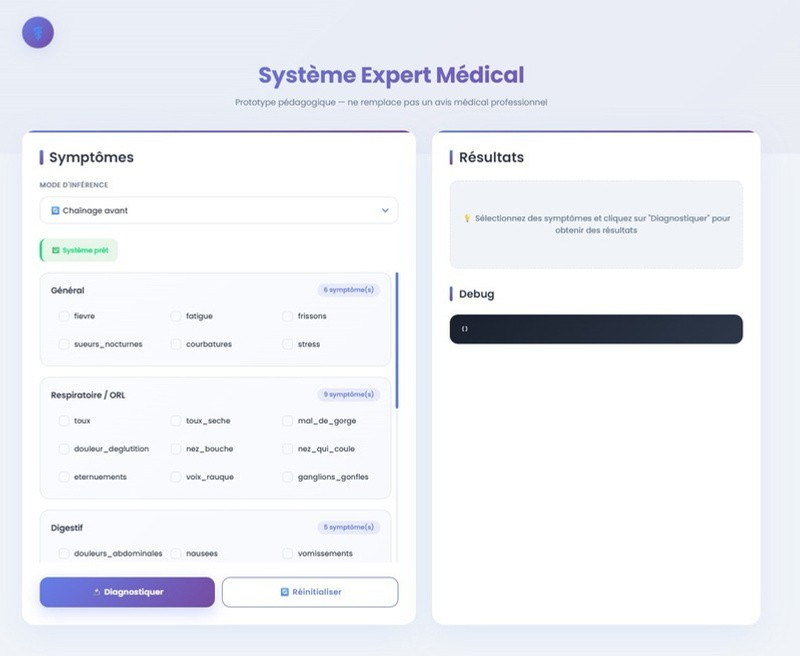 Système Expert Médical
Prototype pédagogique — ne remplace pas un avis médical professionnel
Symptômes
MODE D'INFÉRENCE
Chaînage avant
Système prêt
Général
6 symptôme(s)
fievre
fatigue
frissons
sueurs_nocturnes
courbatures
stress
Respiratoire / ORL
9 symptôme(s)
toux
toux_seche
mal_de_gorge
douleur_deglutition
nez_bouche
nez_qui_coule
eternuements
voix_rauque
ganglions_gonfles
Digestif
5 symptôme(s)
douleurs_abdominales
nausees
vomissements
Diagnostiquer
Réinitialiser
Résultats
Sélectionnez des symptômes et cliquez sur "Diagnostiquer" pour
obtenir des résultats
Debug
{}